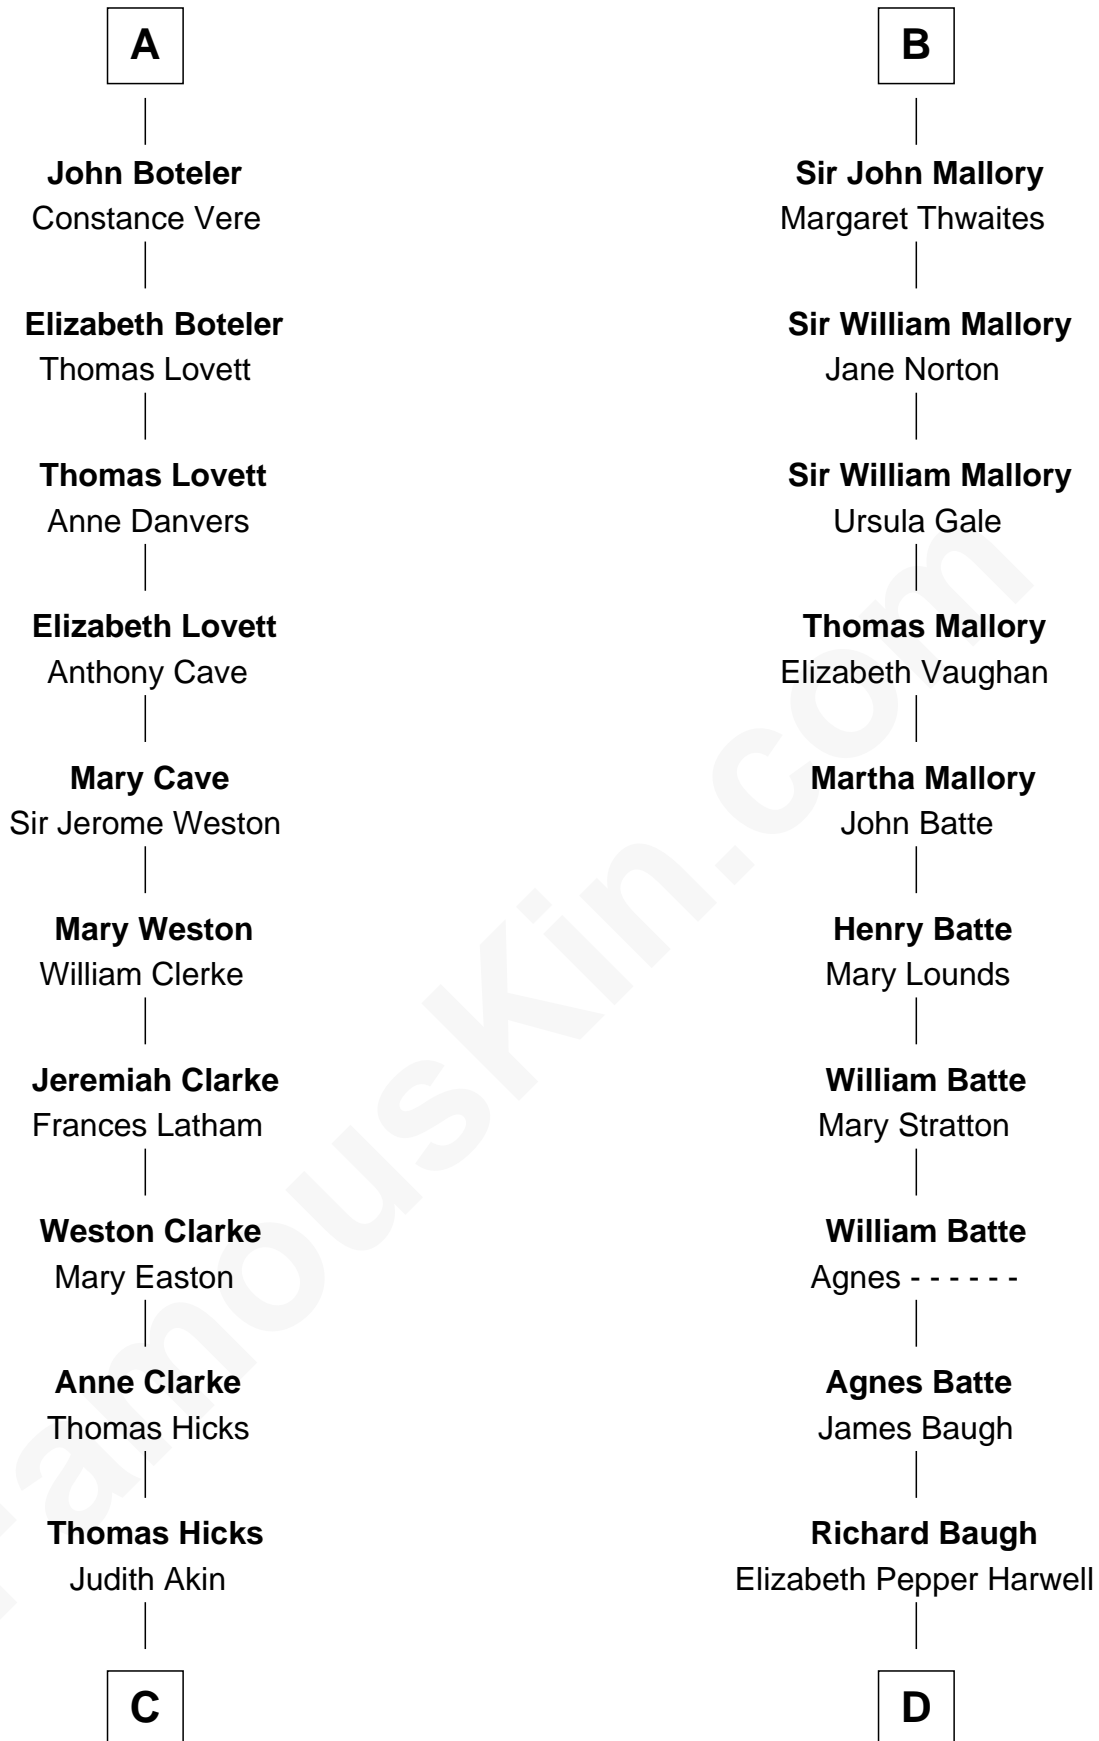 A
John Boteler
Constance Vere
Elizabeth Boteler
Thomas Lovett
Thomas Lovett
Anne Danvers
Elizabeth Lovett
Anthony Cave
Mary Cave
Sir Jerome Weston
Mary Weston
William Clerke
Jeremiah Clarke
Frances Latham
Weston Clarke
Mary Easton
Anne Clarke
Thomas Hicks
Thomas Hicks
Judith Akin
C
B
Sir John Mallory
Margaret Thwaites
Sir William Mallory
Jane Norton
Sir William Mallory
Ursula Gale
Thomas Mallory
Elizabeth Vaughan
Martha Mallory
John Batte
Henry Batte
Mary Lounds
William Batte
Mary Stratton
William Batte
Agnes - - - - - -
Agnes Batte
James Baugh
Richard Baugh
Elizabeth Pepper Harwell
D
FamousKin.com